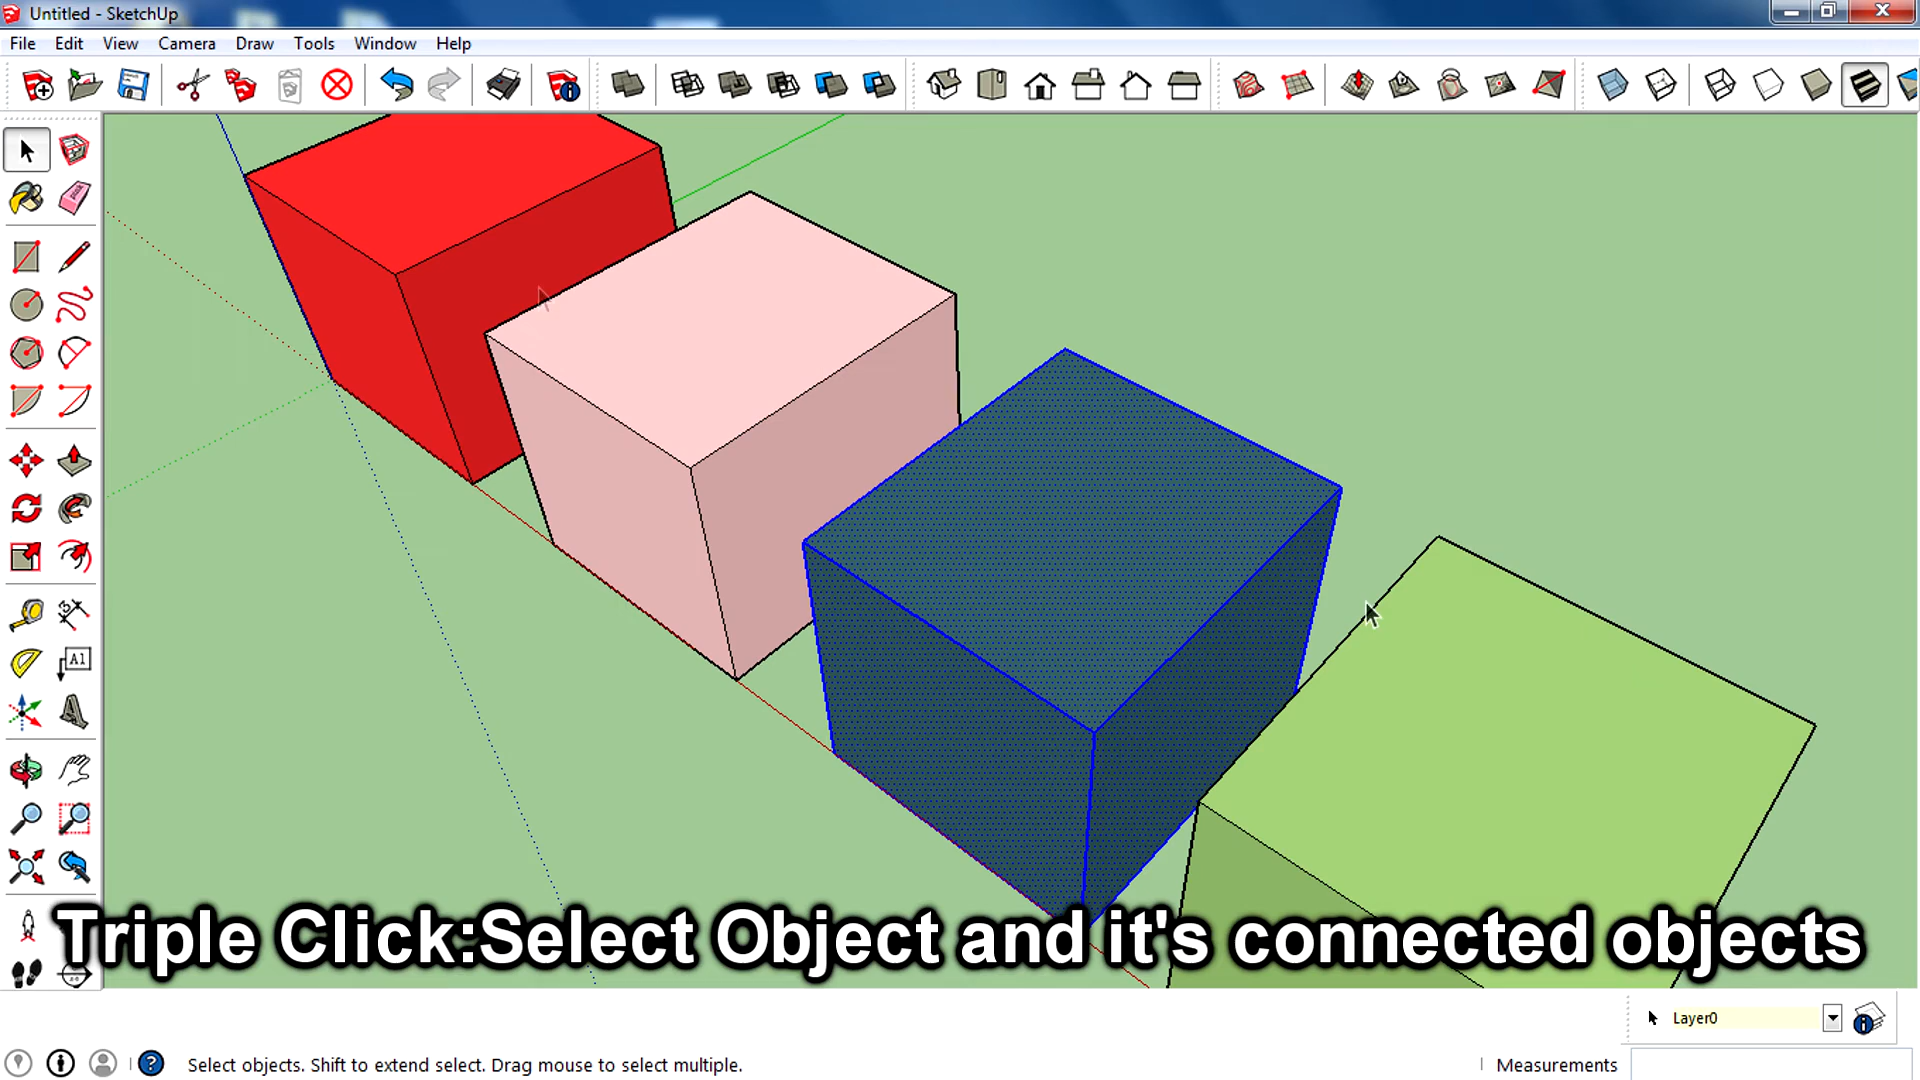 Untitled - SketchUp
File Edit View Camera Draw Tools Window Help
A1
Triple Click:Select Object and it's connected objects
Layer0
Select objects. Shift to extend select. Drag mouse to select multiple.
Measurements